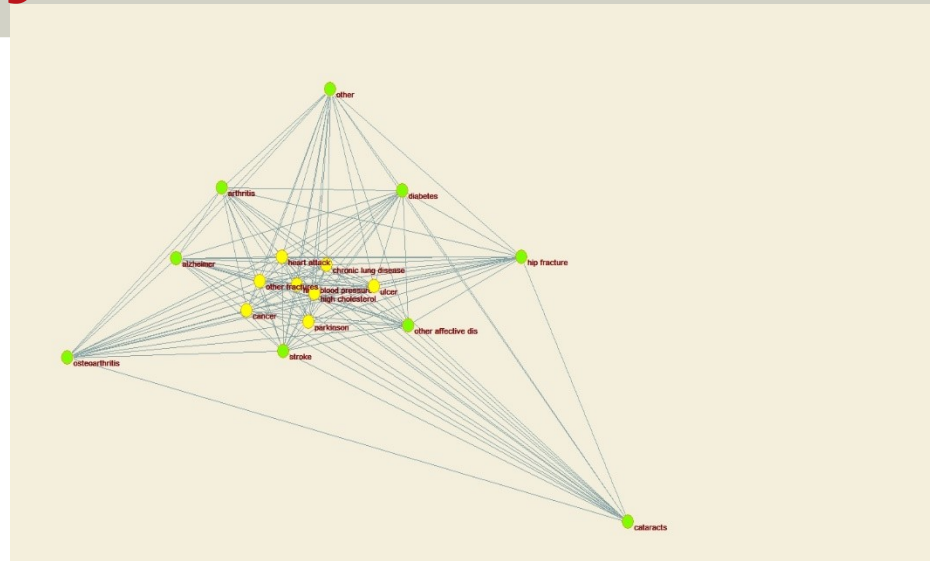 other
arthritis
diabetes
alzheimer
heart attack
hip fracture
chronic lung disease
other fractures
blood pressure
ulcer
high cholesterol
cancer
parkinson
other affective dis
stroke
osteoarthritis
cataracts